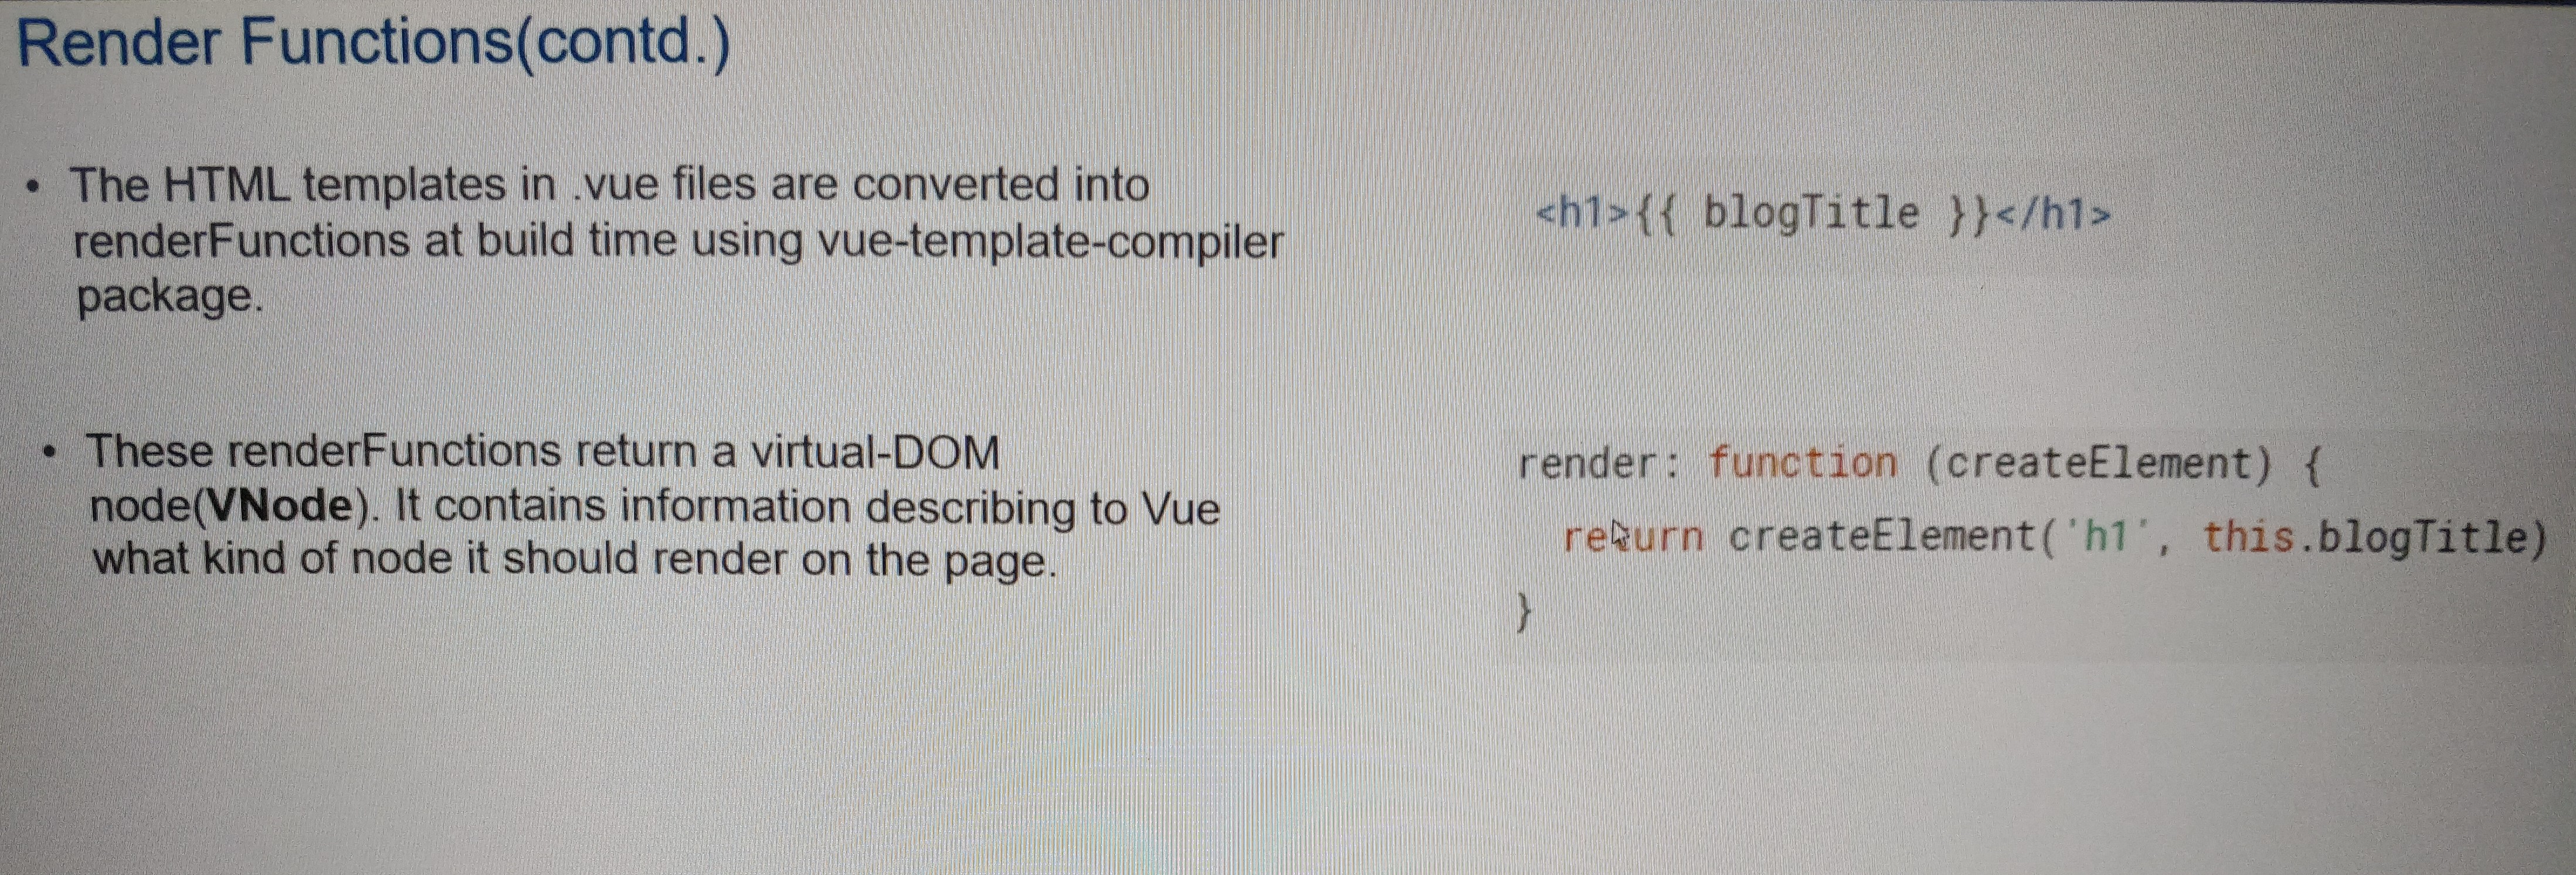 Render Functions(contd.)
• The HTML templates in .vue files are converted into
renderFunctions at build time using vue-template-compiler
package.
<h1>{{ blogTitle }}</h1>
• These renderFunctions return a virtual-DOM
node(VNode). It contains information describing to Vue
what kind of node it should render on the page.
render: function (createElement) {
return createElement('h1', this.blogTitle)
}